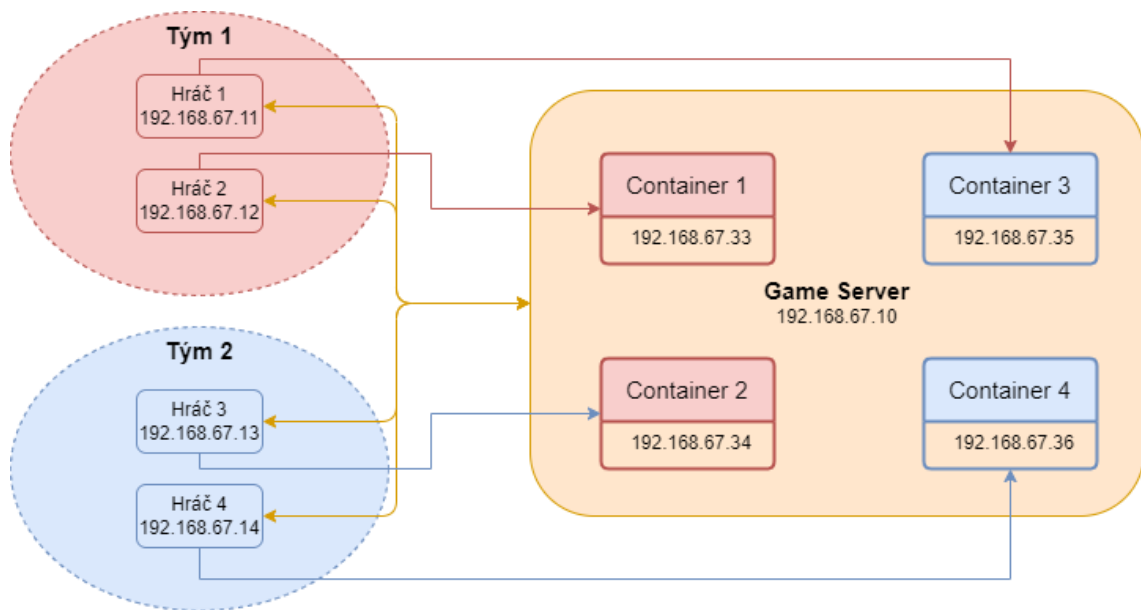 Tým 1
Hráč 1
192.168.67.11
Hráč 2
192.168.67.12
Tým 2
Hráč 3
192.168.67.13
Hráč 4
192.168.67.14
Container 1
192.168.67.33
Container 3
192.168.67.35
Game Server
192.168.67.10
Container 2
192.168.67.34
Container 4
192.168.67.36